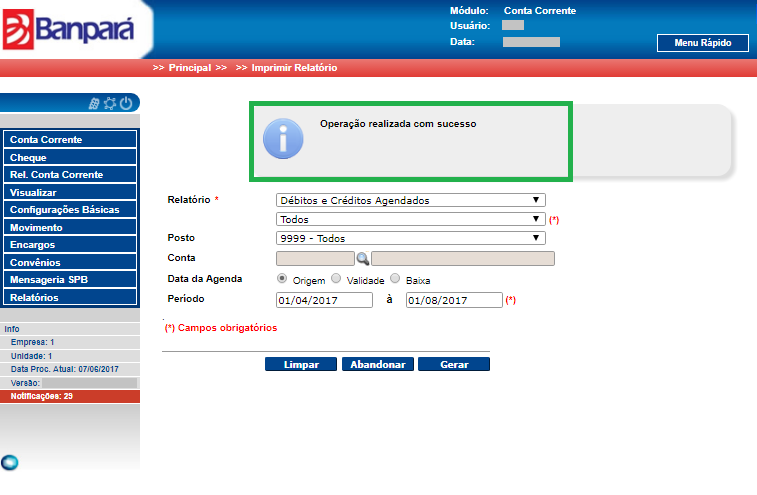 Banpará
Módulo: Conta Corrente
Usuário:
Data:
Menu Rápido
>> Principal >> >> Imprimir Relatório
Conta Corrente
Cheque
Rel. Conta Corrente
Visualizar
Configurações Básicas
Movimento
Encargos
Convênios
Mensageria SPB
Relatórios
Info
Empresa: 1
Unidade: 1
Data Proc. Atual: 07/06/2017
Versão:
Notificações: 29
Operação realizada com sucesso
Relatório * Débitos e Créditos Agendados
Todos (*)
Posto 9999 - Todos
Conta
Data da Agenda Origem Validade Baixa
Período 01/04/2017 à 01/08/2017 (*)
(*) Campos obrigatórios
Limpar Abandonar Gerar